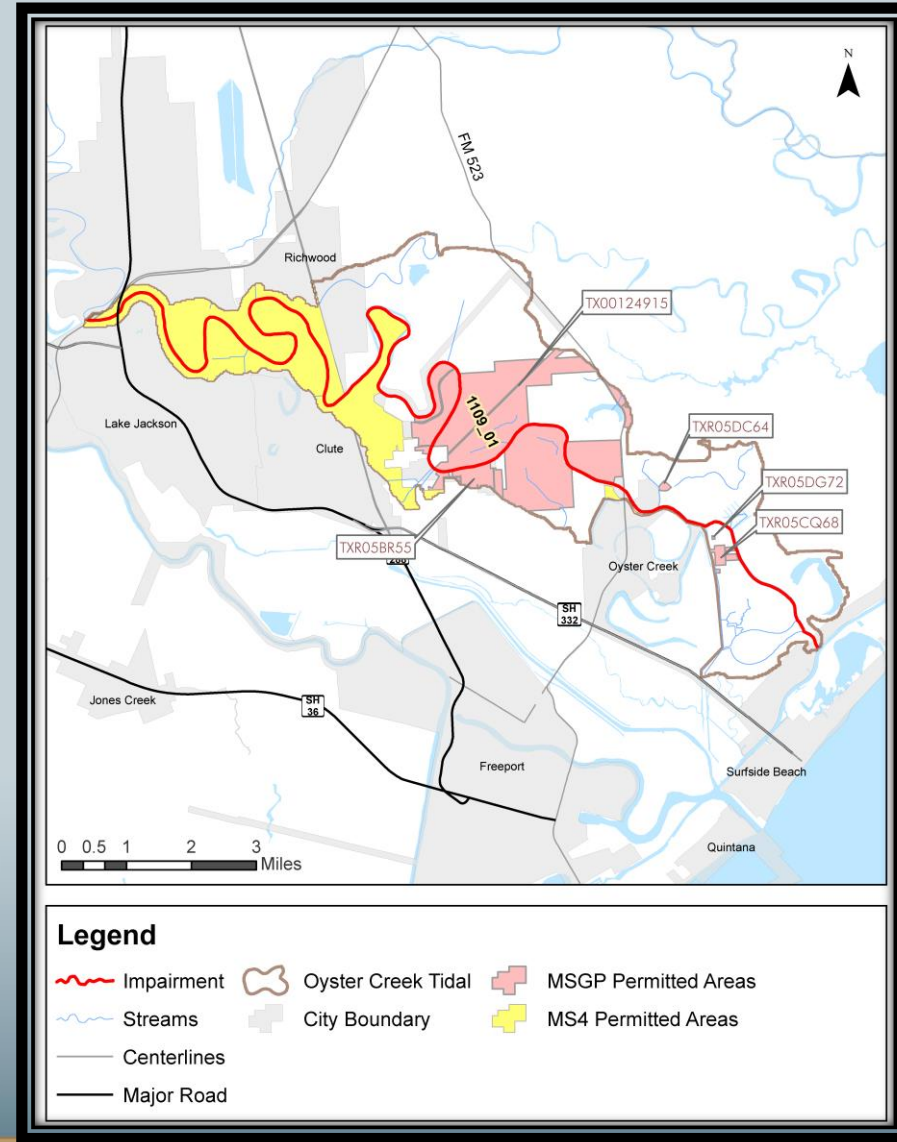 N
FM 523
Richwood
TX00124915
1109_01
Lake Jackson
Clute
TXR05DC64
TXR05DG72
TXR05CQ68
TXR05BR55
288
Oyster Creek
SH
332
Jones Creek
SH
36
Freeport
Surfside Beach
Quintana
0 0.5 1 2 3
Miles
Legend
Impairment Oyster Creek Tidal MSGP Permitted Areas
Streams City Boundary MS4 Permitted Areas
Centerlines
Major Road